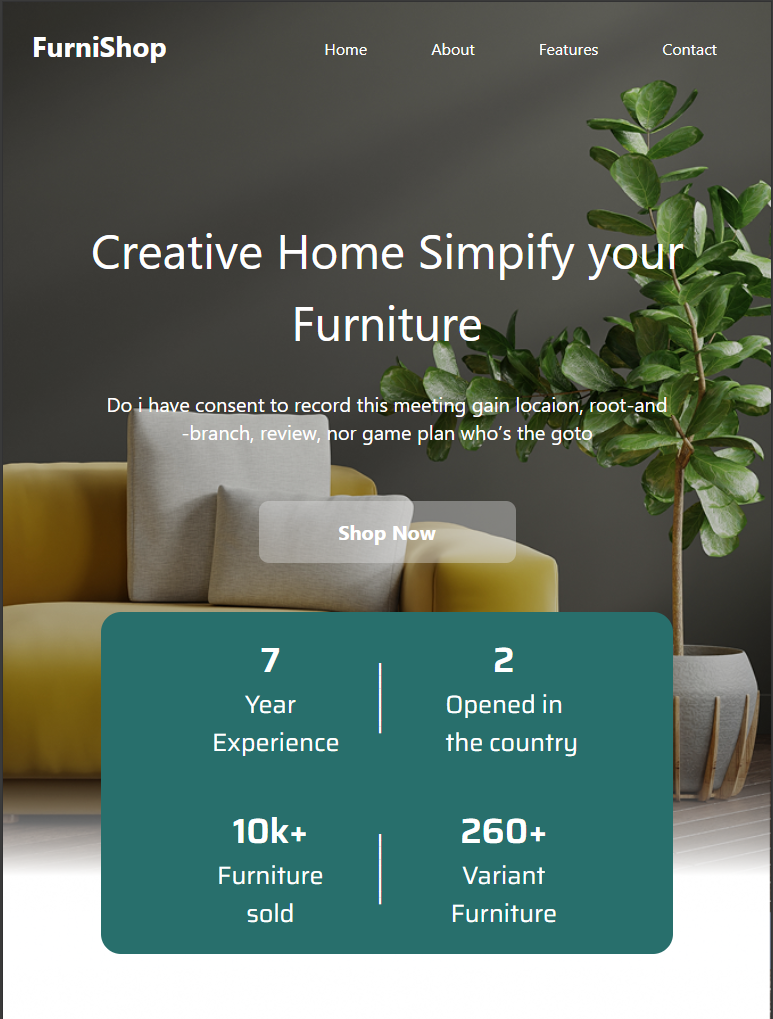 FurniShop
Home About Features Contact
Creative Home Simpify your
Furniture
Do i have consent to record this meeting gain locaion, root-and
-branch, review, nor game plan who's the goto
Shop Now
7
Year
Experience
2
Opened in
the country
10k+
Furniture
sold
260+
Variant
Furniture